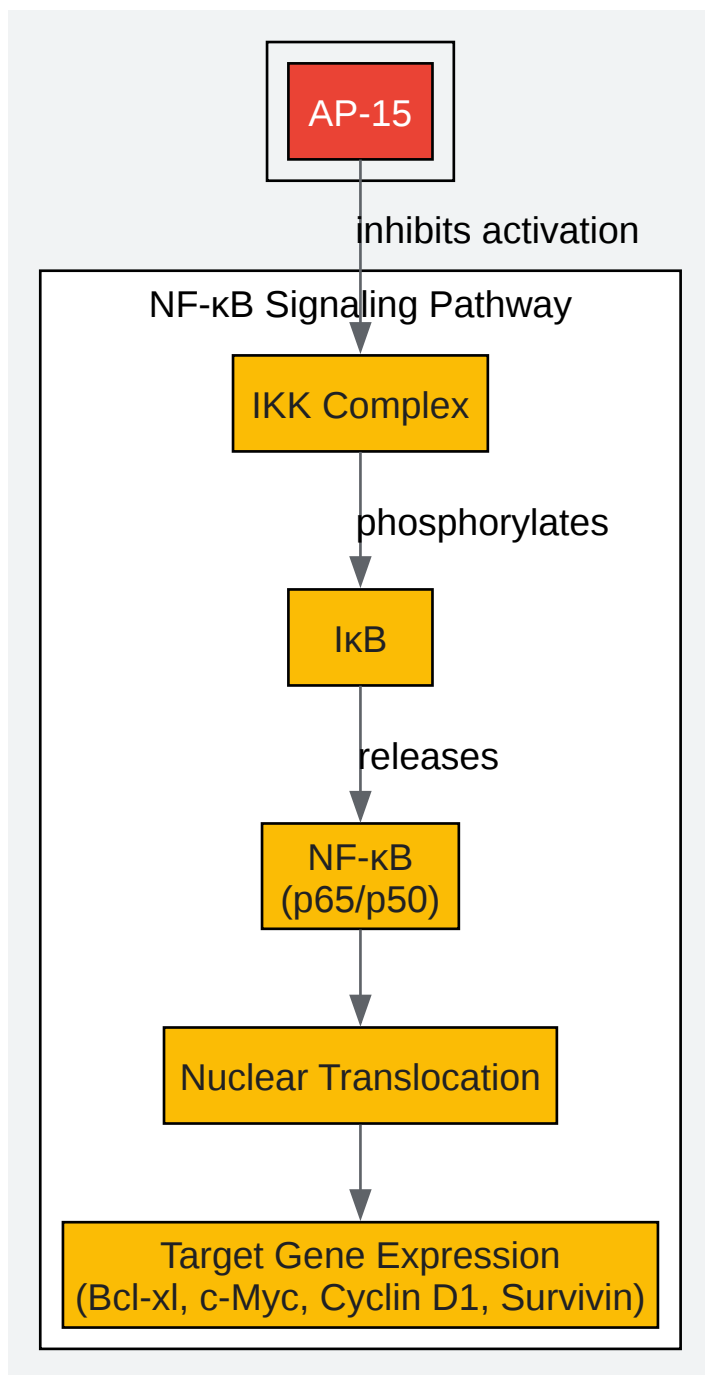 AP-15
inhibits activation
NF-κB Signaling Pathway
IKK Complex
phosphorylates
IκB
releases
NF-κB
(p65/p50)
Nuclear Translocation
Target Gene Expression
(Bcl-xl, c-Myc, Cyclin D1, Survivin)